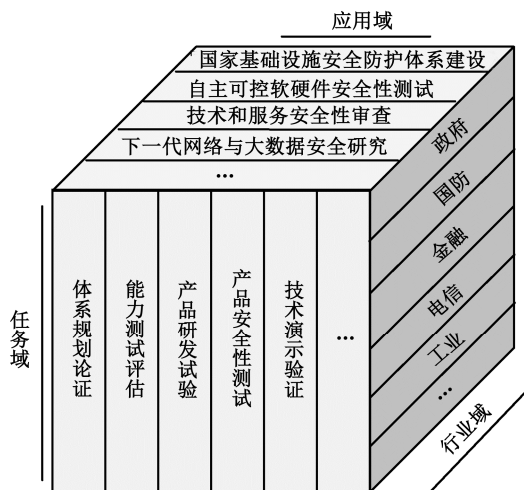 应用域
国家基础设施安全防护体系建设
自主可控软硬件安全性测试
技术和服务安全性审查
下一代网络与大数据安全研究
...
政府
国防
金融
电信
工业
...
行业域
任务域
体系规划论证
能力测试评估
产品研发试验
产品安全性测试
技术演示验证
...